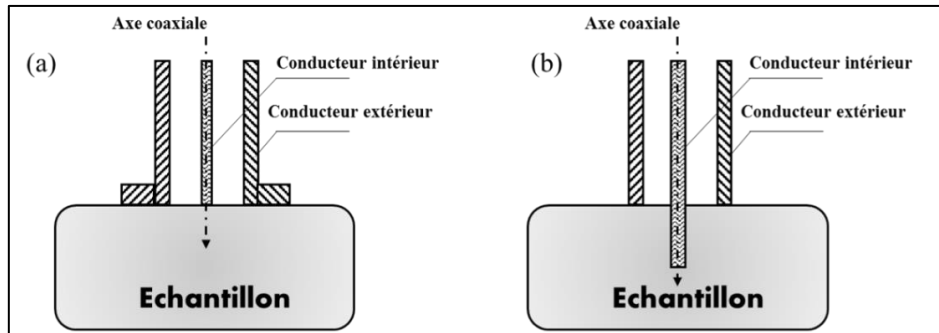 Axe coaxiale
(a)
Conducteur intérieur
Conducteur extérieur
Echantillon
Axe coaxiale
(b)
Conducteur intérieur
Conducteur extérieur
Echantillon